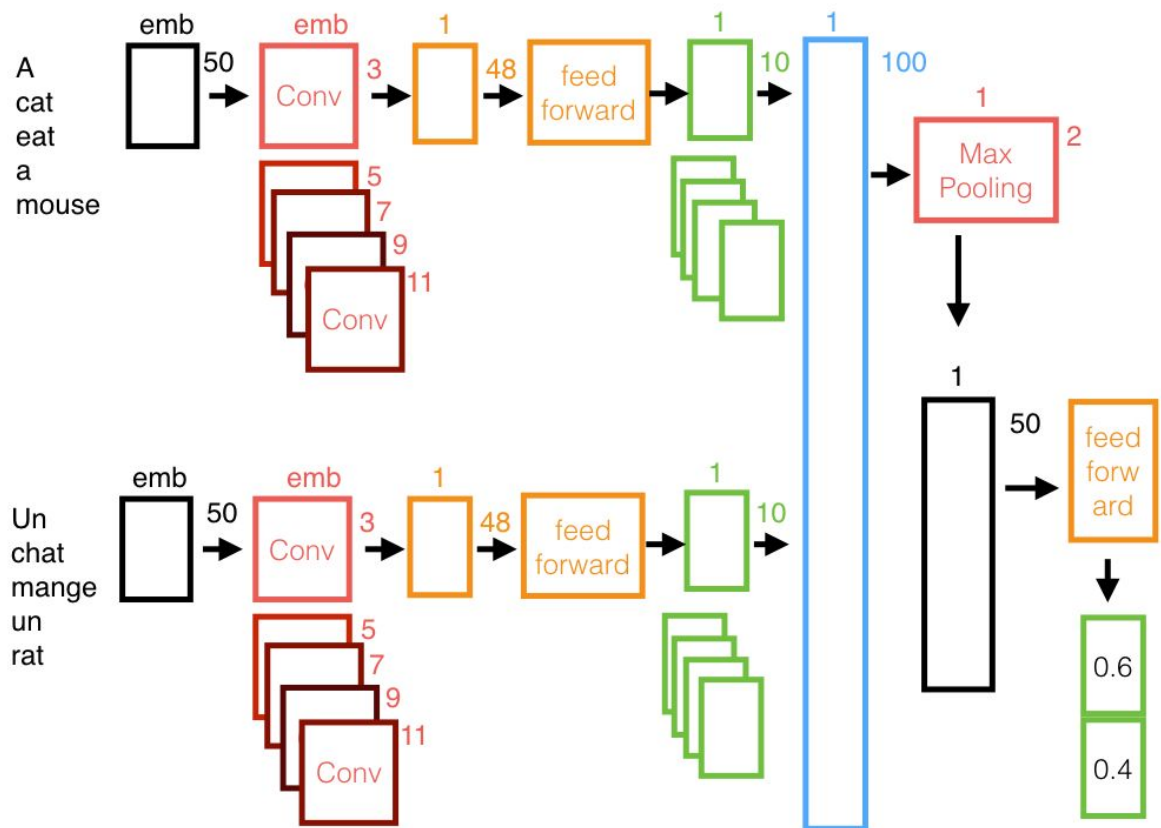 A
cat
eat
a
mouse
emb
50
emb
Conv
3
5
7
9
11
Conv
1
48
feed
forward
1
10
1
100
1
Max
Pooling
2
1
50
feed
forw
ard
0.6
0.4
Un
chat
mange
un
rat
emb
50
emb
Conv
3
5
7
9
11
Conv
1
48
feed
forward
1
10